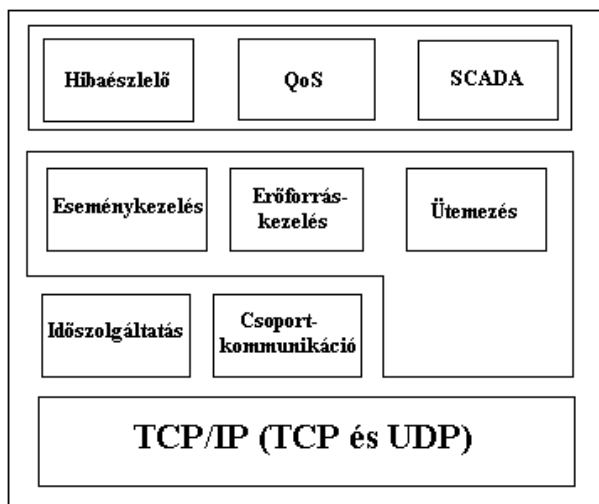 Hibaészlelő
QoS
SCADA
Eseménykezelés
Erőforrás-
kezelés
Ütemezés
Időszolgáltatás
Csoport-
kommunikáció
TCP/IP (TCP és UDP)